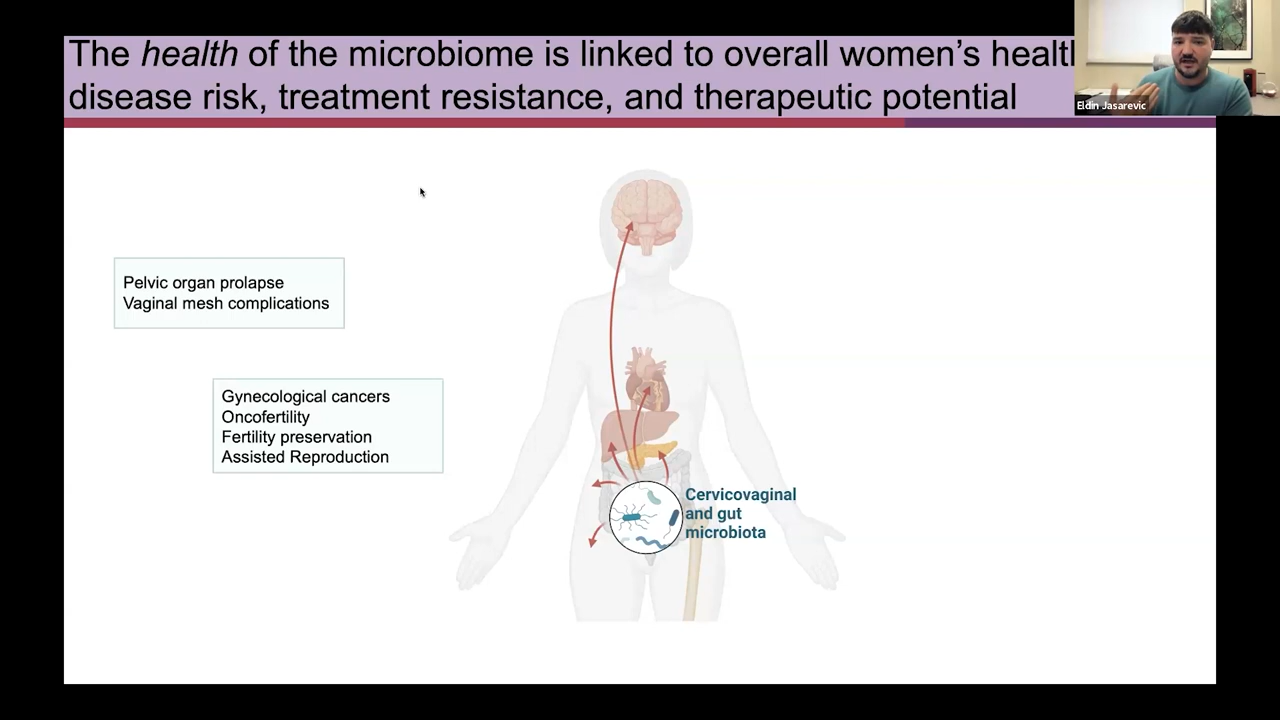 The health of the microbiome is linked to overall women's
disease risk, treatment resistance, and therapeutic potential
Eldin Jasarevic
Pelvic organ prolapse
Vaginal mesh complications
Gynecological cancers
Oncofertility
Fertility preservation
Assisted Reproduction
Cervicovaginal
and gut
microbiota